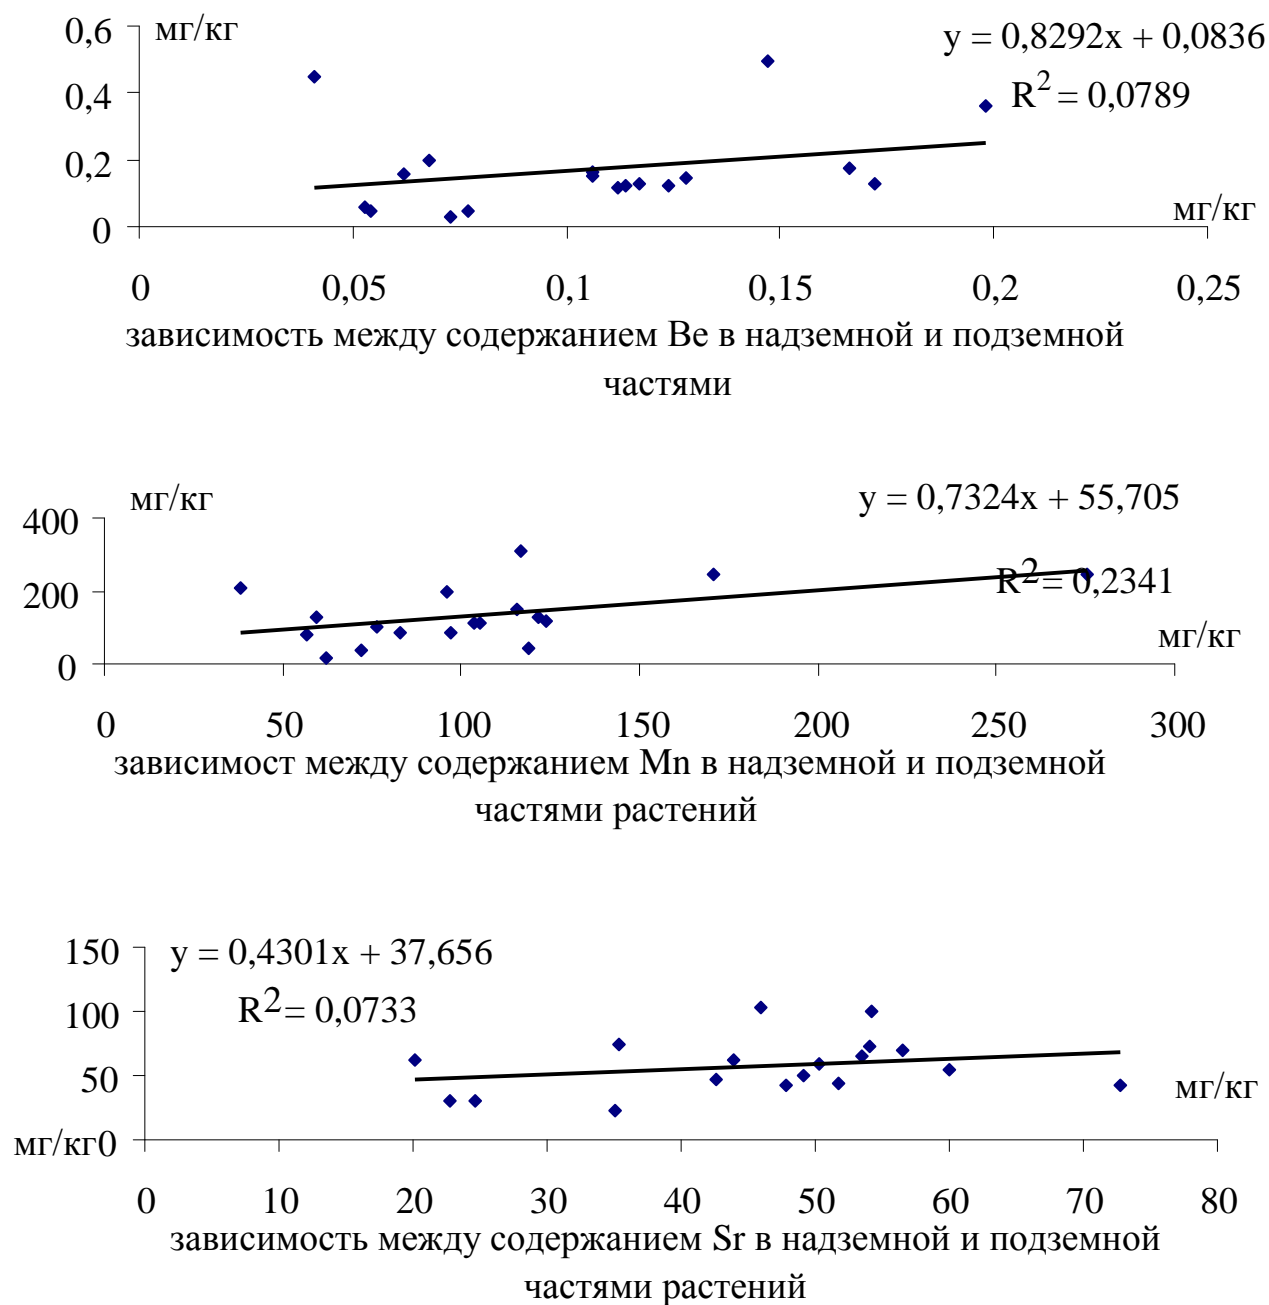 0,6 мг/кг
y = 0,8292x + 0,0836
0,4
R2 = 0,0789
0,2
мг/кг
0
0 0,05 0,1 0,15 0,2 0,25
зависимость между содержанием Be в надземной и подземной
частями
мг/кг
y = 0,7324x + 55,705
400
R2 = 0,2341
200
мг/кг
0
0 50 100 150 200 250 300
зависимост между содержанием Mn в надземной и подземной
частями растений
150 y = 0,4301x + 37,656
100 R2 = 0,0733
50
мг/кг
мг/кг0
0 10 20 30 40 50 60 70 80
зависимость между содержанием Sr в надземной и подземной
частями растений